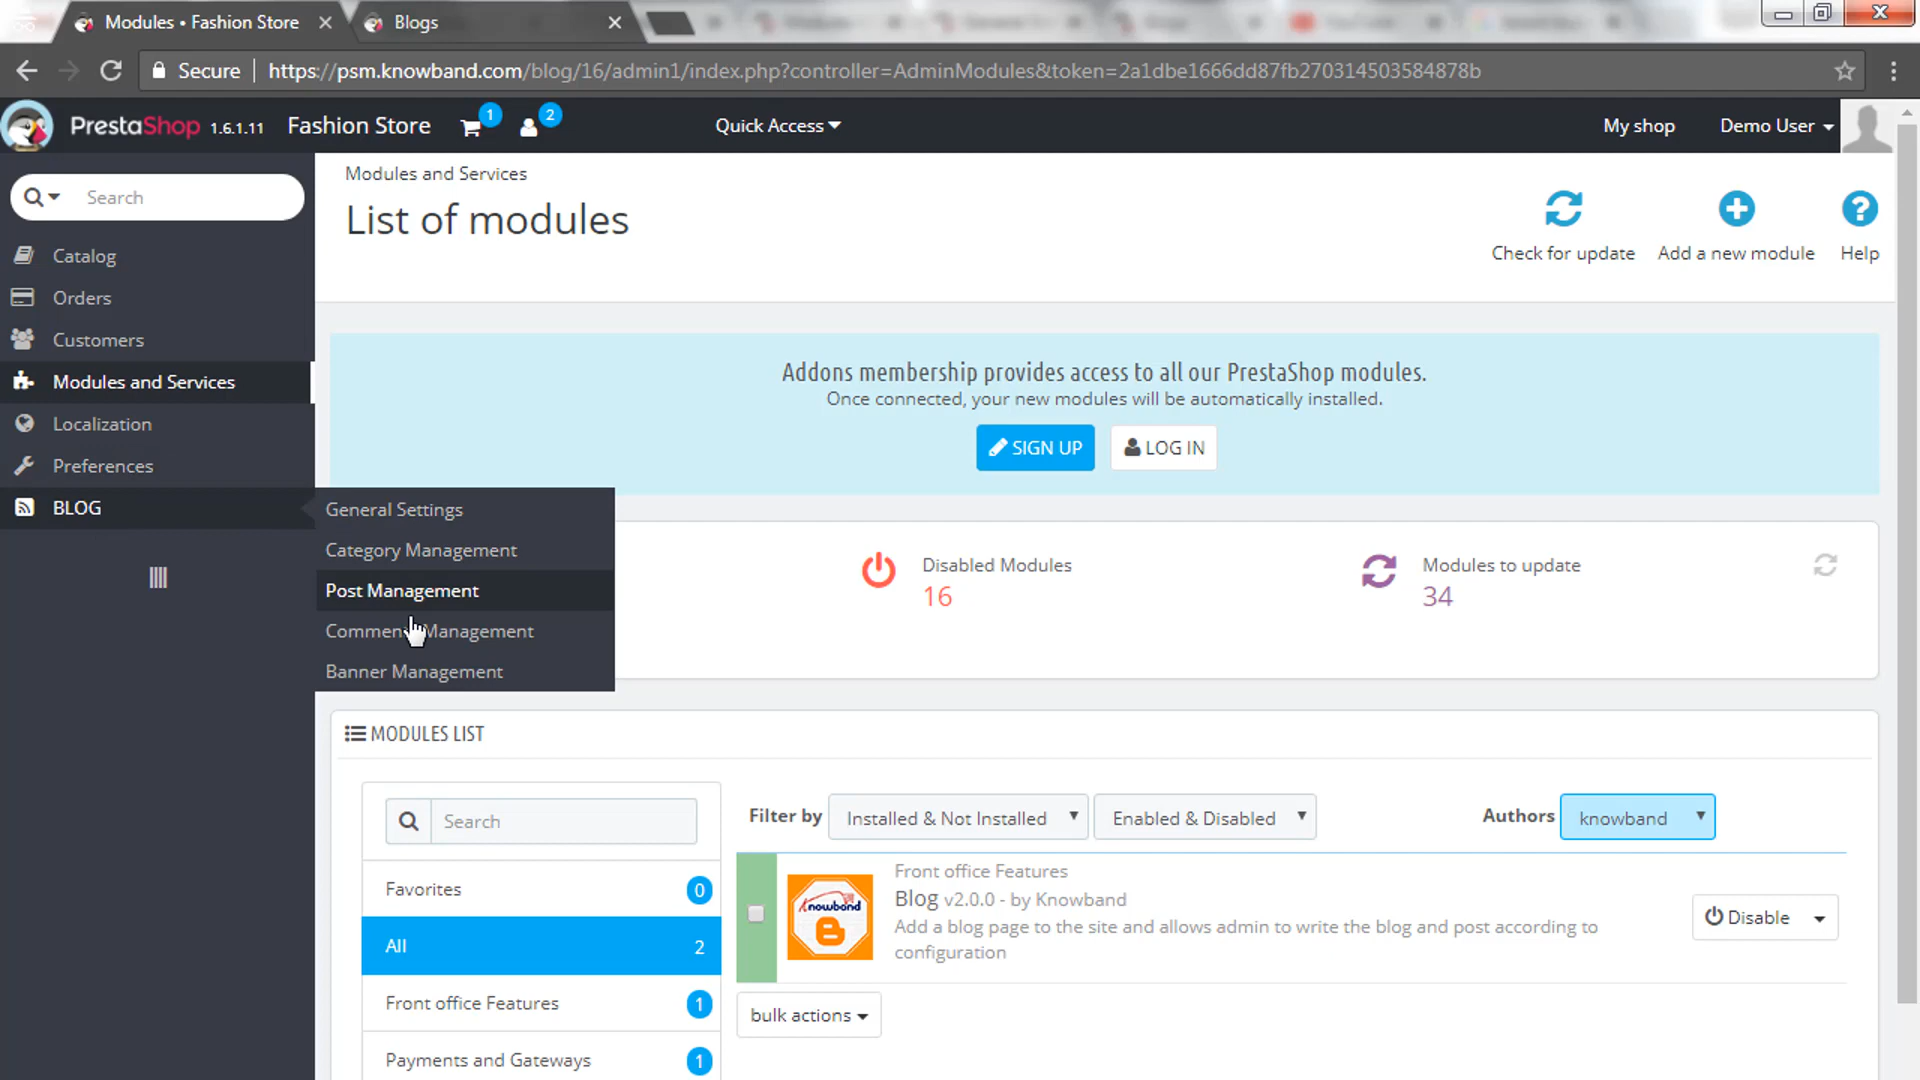 Modules • Fashion Store
Blogs
Secure
https://psm.knowband.com/blog/16/admin1/index.php?controller=AdminModules&token=2a1dbe1666dd87fb270314503584878b
PrestaShop 1.6.1.11
Fashion Store
1
2
Quick Access
My shop
Demo User
Search
Catalog
Orders
Customers
Modules and Services
Localization
Preferences
BLOG
General Settings
Category Management
Post Management
Comment Management
Banner Management
Modules and Services
List of modules
Check for update
Add a new module
Help
Addons membership provides access to all our PrestaShop modules.
Once connected, your new modules will be automatically installed.
SIGN UP
LOG IN
Disabled Modules
16
Modules to update
34
MODULES LIST
Search
Favorites 0
All 2
Front office Features 1
Payments and Gateways 1
Filter by
Installed & Not Installed
Enabled & Disabled
Authors
knowband
Knowband
B
Front office Features
Blog v2.0.0 - by Knowband
Add a blog page to the site and allows admin to write the blog and post according to
configuration
Disable
bulk actions